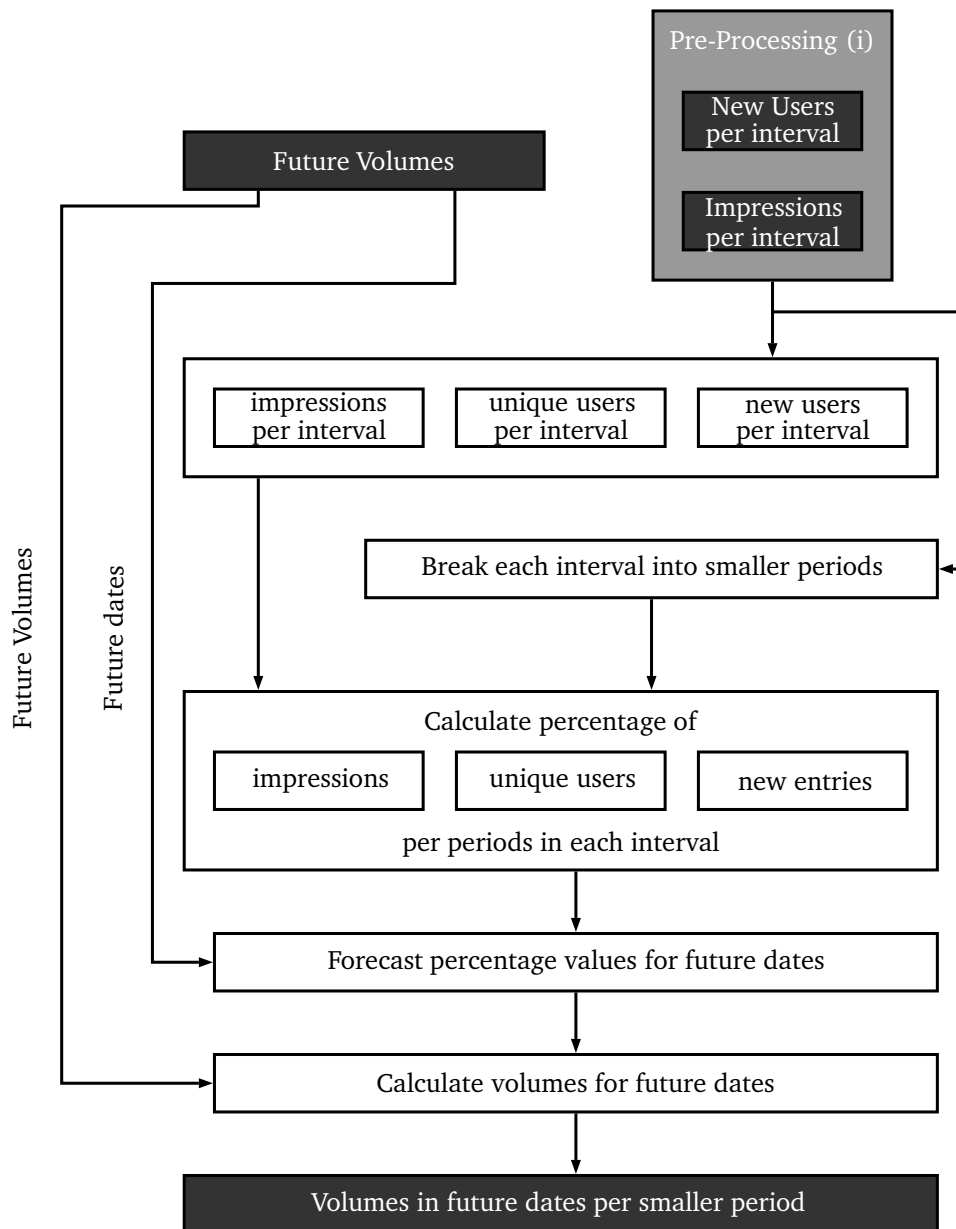 Pre-Processing (i)
New Users
per interval
Future Volumes
Impressions
per interval
impressions
per interval
unique users
per interval
new users
per interval
Break each interval into smaller periods
Future Volumes
Future dates
Calculate percentage of
impressions
unique users
new entries
per periods in each interval
Forecast percentage values for future dates
Calculate volumes for future dates
Volumes in future dates per smaller period